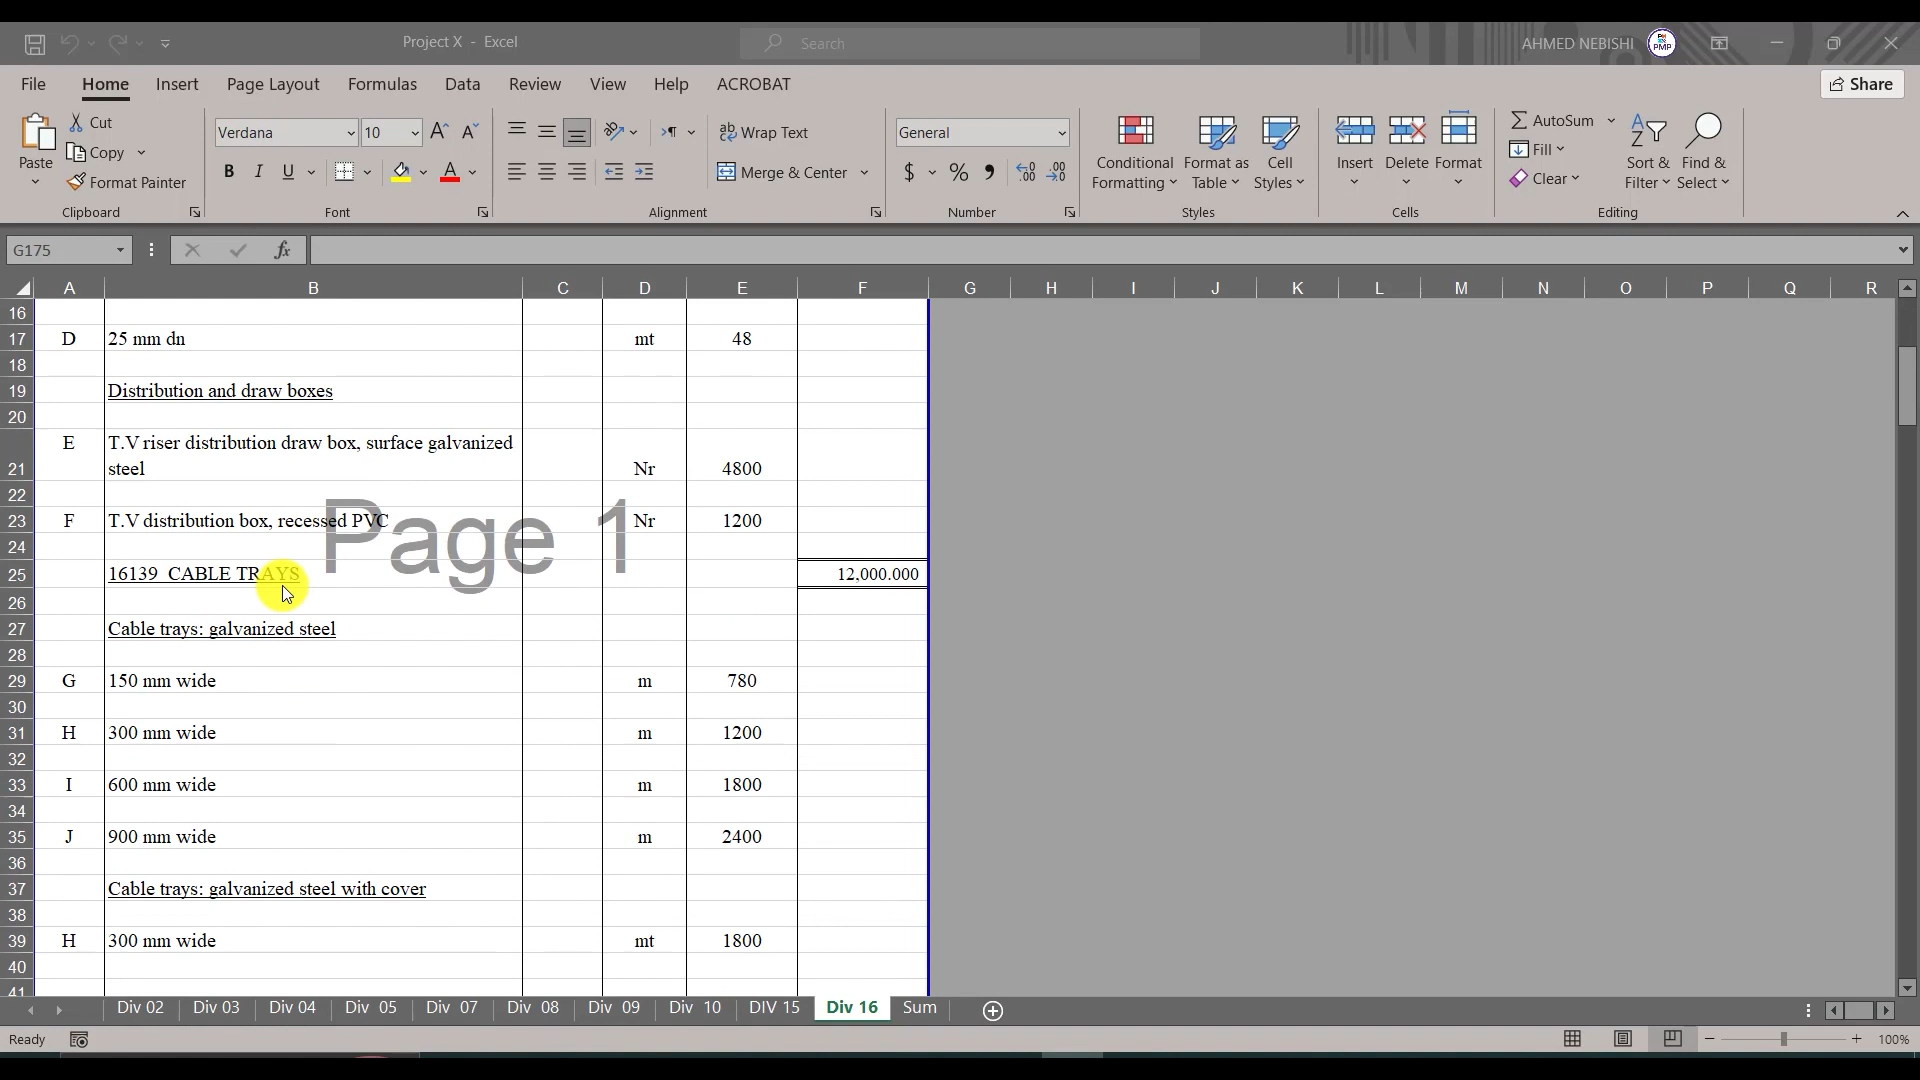 Project X - Excel
Search
AHMED NEBISHI
PMP
File Home Insert Page Layout Formulas Data Review View Help ACROBAT
Share
Paste
Cut
Copy
Format Painter
Clipboard
Verdana 10
B I U
Font
Wrap Text
Merge & Center
Alignment
General
$ %
Number
Conditional Formatting
Format as Table
Cell Styles
Styles
Insert Delete Format
Cells
AutoSum
Fill
Clear
Sort & Filter
Find & Select
Editing
G175
fx
A B C D E F G H I J K L M N O P Q R
16
17 D 25 mm dn mt 48
18
19 Distribution and draw boxes
20
E T.V riser distribution draw box, surface galvanized
21 steel Nr 4800
22
23 F T.V distribution box, recessed PVC Nr 1200
Page 1
24
25 16139 CABLE TRAYS 12,000.000
26
27 Cable trays: galvanized steel
28
29 G 150 mm wide m 780
30
31 H 300 mm wide m 1200
32
33 I 600 mm wide m 1800
34
35 J 900 mm wide m 2400
36
37 Cable trays: galvanized steel with cover
38
39 H 300 mm wide mt 1800
40
41
Div 02 Div 03 Div 04 Div 05 Div 07 Div 08 Div 09 Div 10 DIV 15 Div 16 Sum
Ready
100%